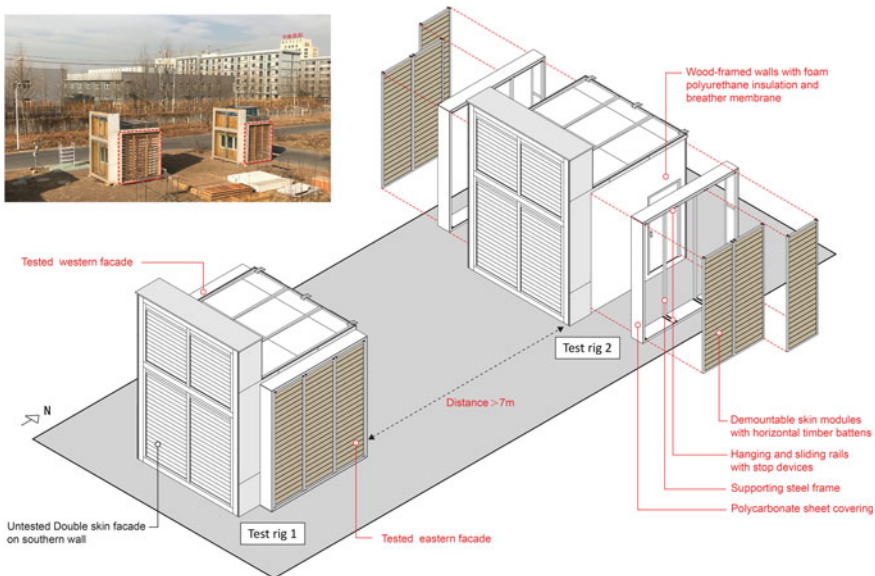 Wood-framed walls with foam
polyurethane insulation and
breather membrane
Tested western facade
Test rig 2
N
Distance >7m
Demountable skin modules
with horizontal timber battens
Hanging and sliding rails
with stop devices
Supporting steel frame
Polycarbonate sheet covering
Untested Double skin facade
on southern wall
Test rig 1
Tested eastern facade